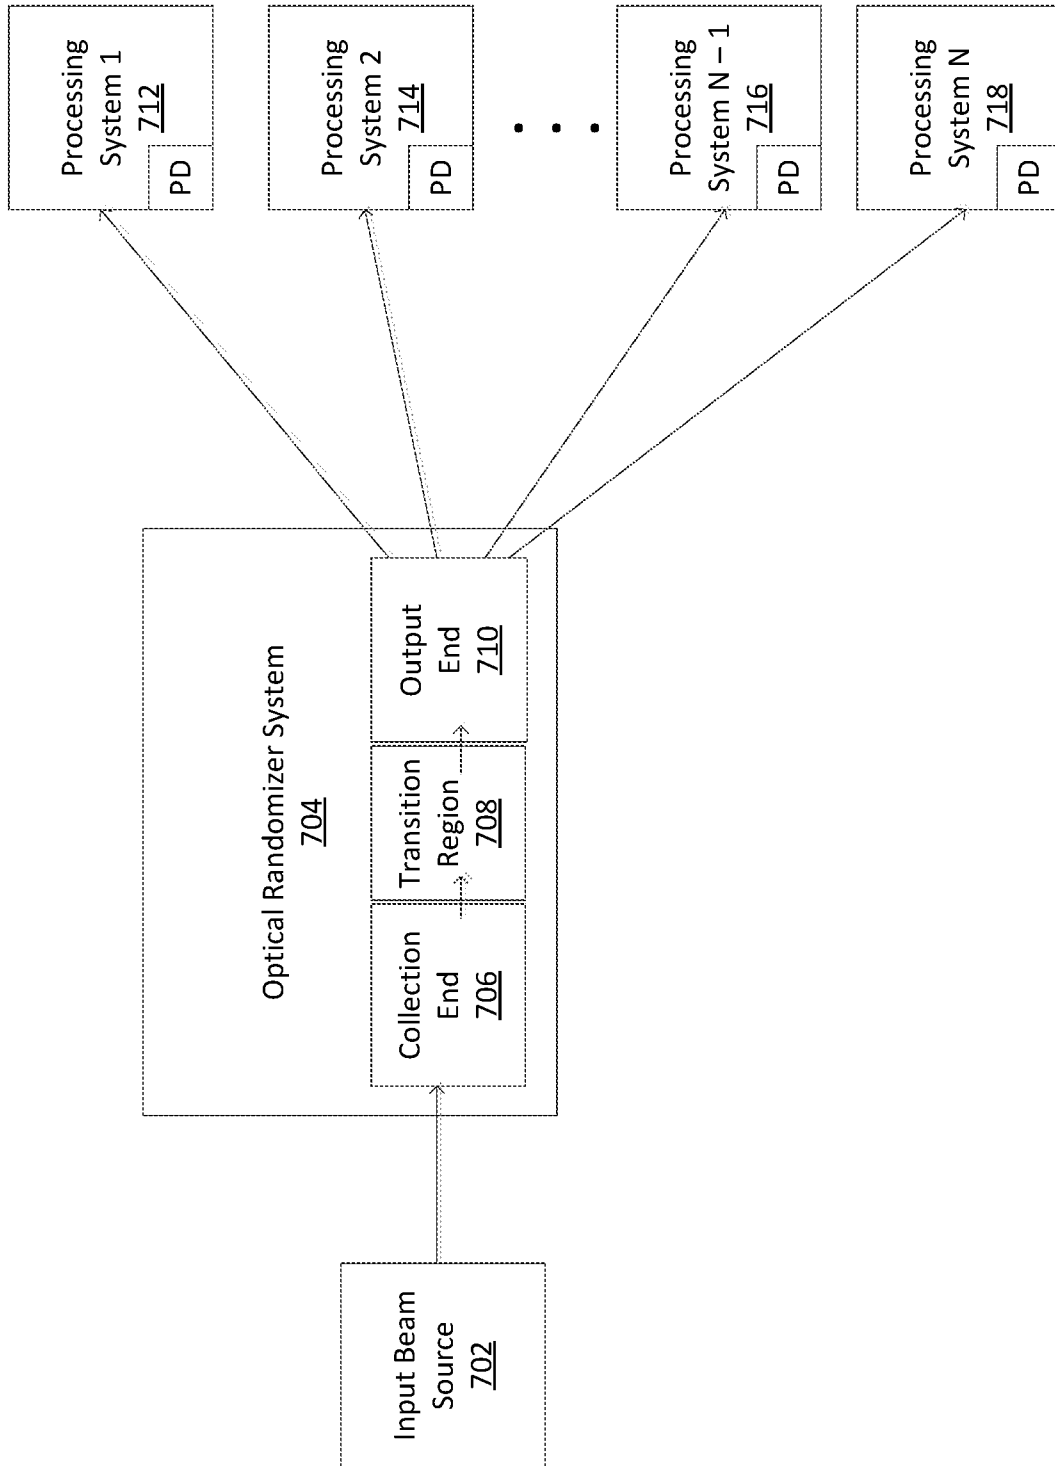 Input Beam
Source
702
Optical Randomizer System
704
Collection
End
706
Transition
Region
708
Output
End
710
Processing
System 1
712
PD
Processing
System 2
714
PD
Processing
System N – 1
716
PD
Processing
System N
718
PD